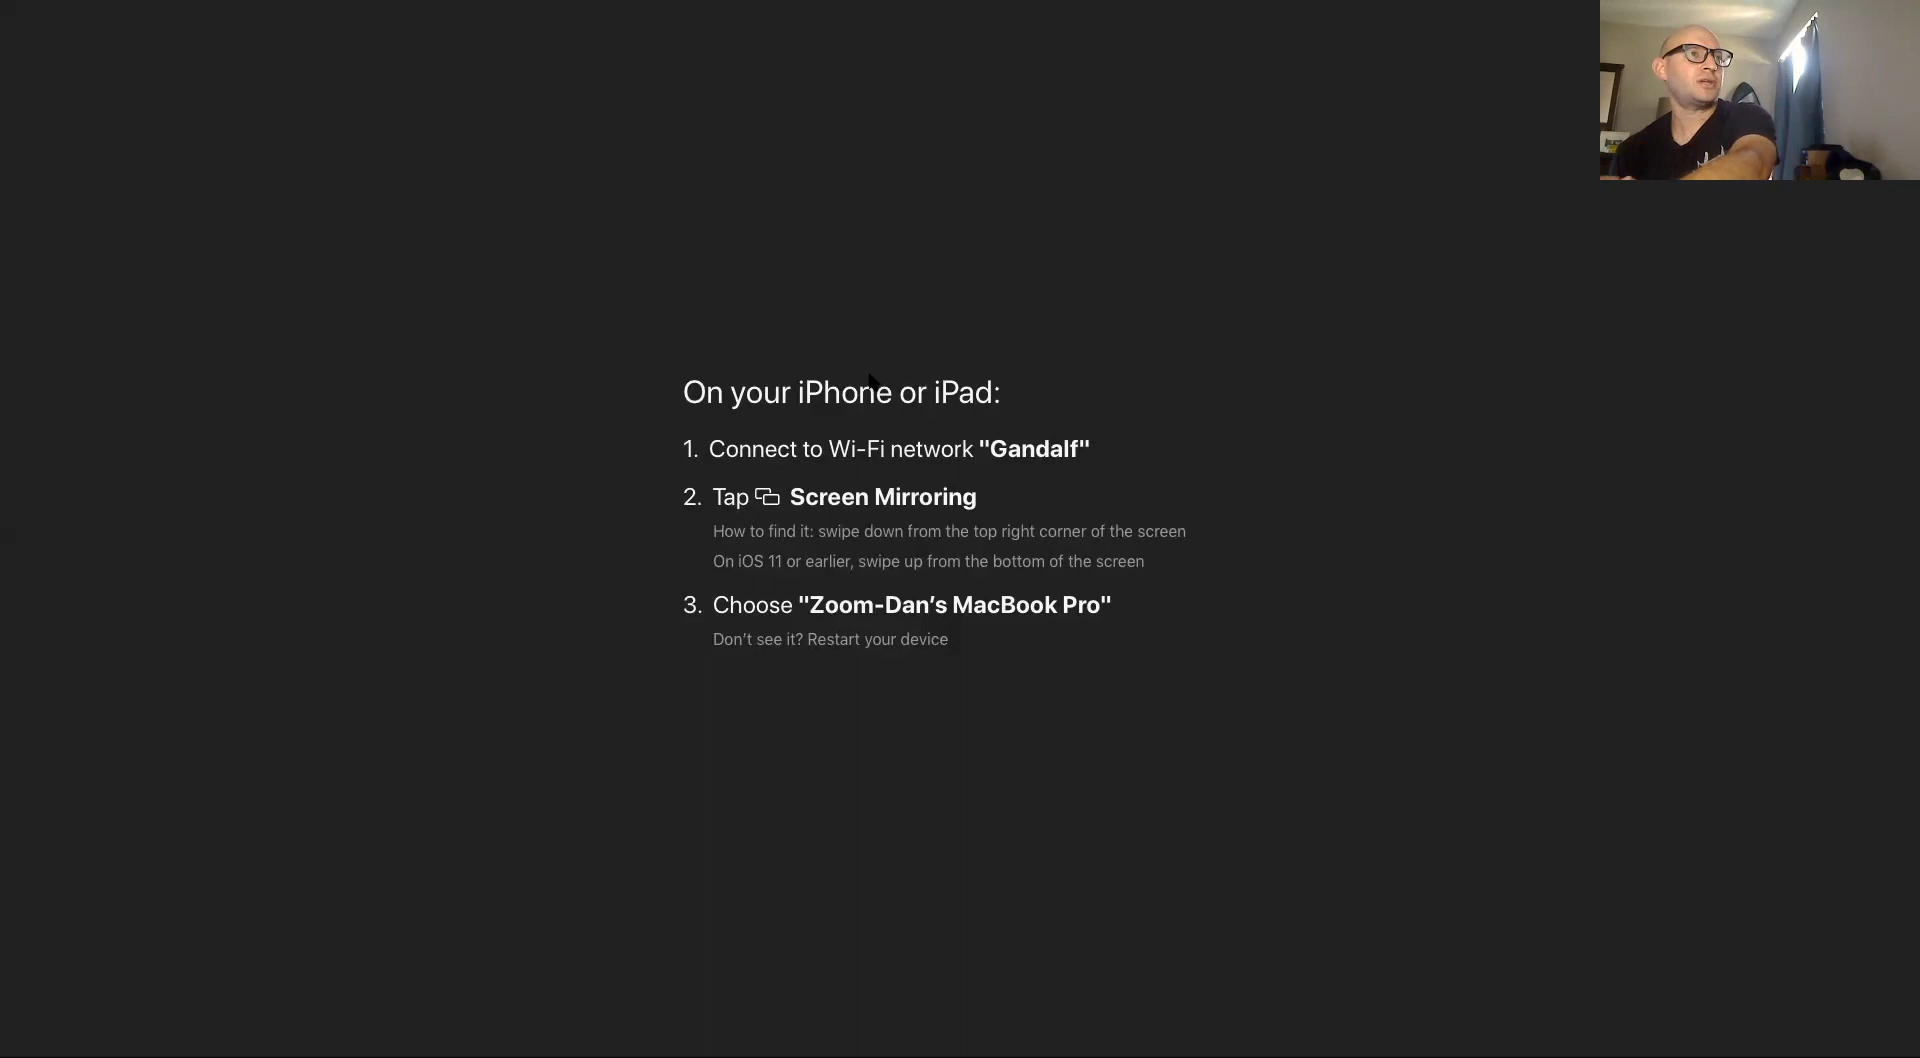 On your iPhone or iPad:
1. Connect to Wi-Fi network "Gandalf"
2. Tap Screen Mirroring
How to find it: swipe down from the top right corner of the screen
On iOS 11 or earlier, swipe up from the bottom of the screen
3. Choose "Zoom-Dan’s MacBook Pro"
Don’t see it? Restart your device